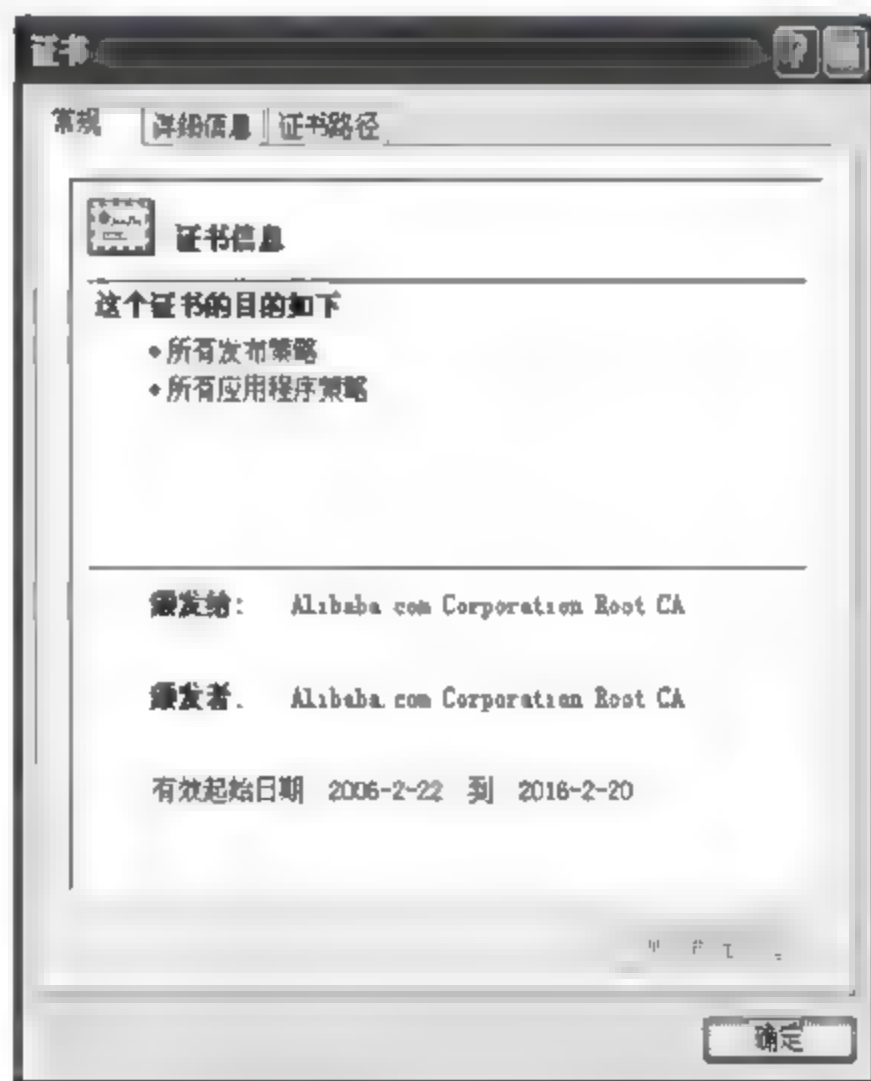 证书
常规 详细信息 证书路径
证书信息
这个证书的目的如下
•所有发布策略
•所有应用程序策略
颁发给: Alibaba com Corporation Root CA
颁发者. Alibaba.com Corporation Root CA
有效起始日期 2006-2-22 到 2016-2-20
确定